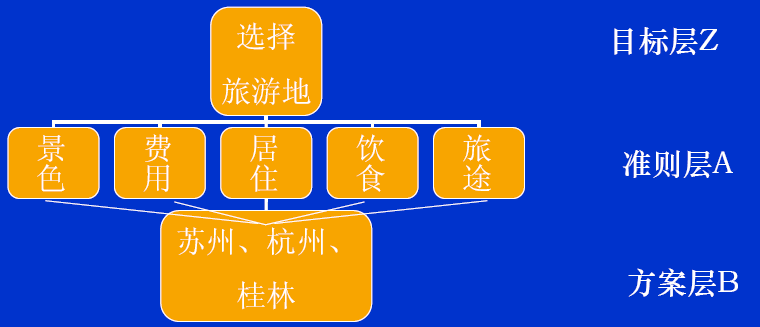 选择
旅游地
目标层Z
景色
费用
居住
饮食
旅途
准则层A
苏州、杭州、
桂林
方案层B